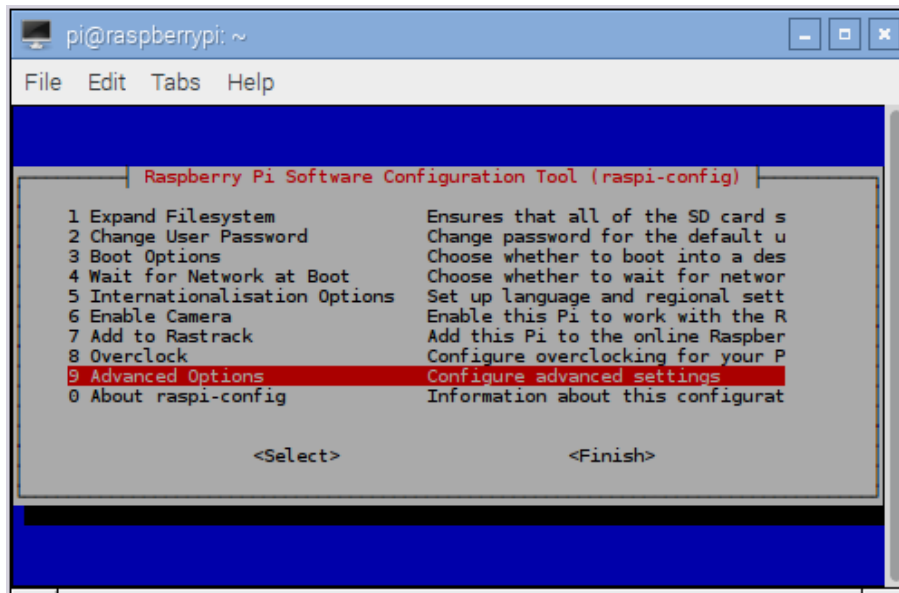 pi@raspberrypi: ~
File Edit Tabs Help
Raspberry Pi Software Configuration Tool (raspi-config)
1 Expand Filesystem Ensures that all of the SD card s
2 Change User Password Change password for the default u
3 Boot Options Choose whether to boot into a des
4 Wait for Network at Boot Choose whether to wait for networ
5 Internationalisation Options Set up language and regional sett
6 Enable Camera Enable this Pi to work with the R
7 Add to Rastrack Add this Pi to the online Raspber
8 Overclock Configure overclocking for your P
9 Advanced Options Configure advanced settings
0 About raspi-config Information about this configurat
<Select> <Finish>